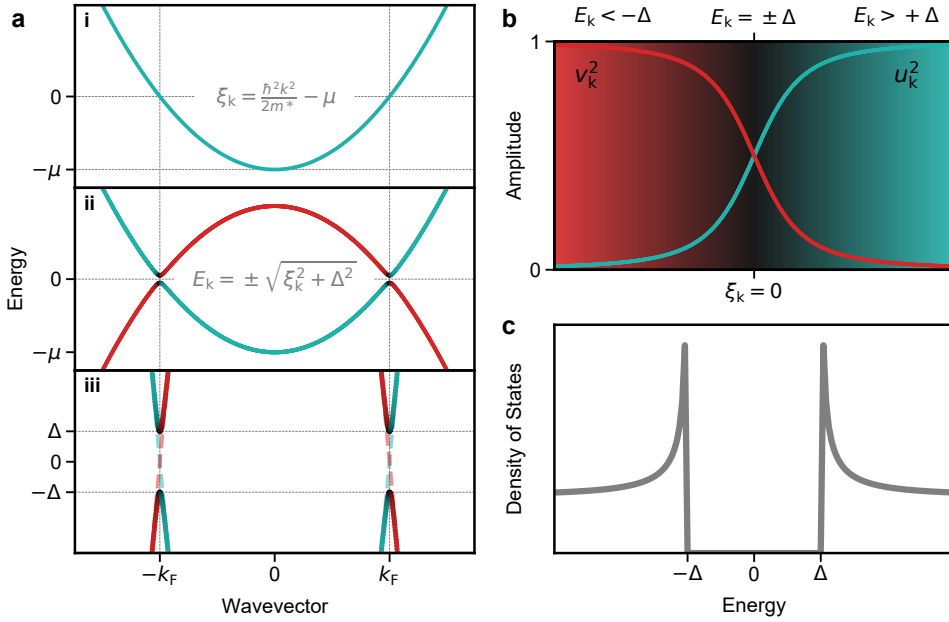 a
i
0
−μ
ξk = ħ²k²/2m* − μ
ii
0
−μ
Ek = ± √(ξk² + Δ²)
iii
Δ
0
−Δ
−kF
0
kF
Energy
Wavevector
b
Ek < −Δ
Ek = ± Δ
Ek > + Δ
1
0
vk²
uk²
Amplitude
ξk = 0
c
Density of States
−Δ
0
Δ
Energy